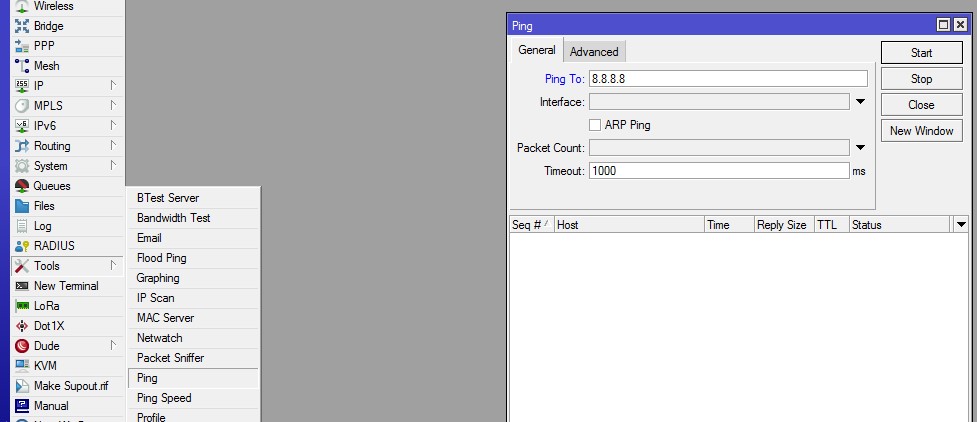 Wireless
Bridge
PPP
Mesh
IP
MPLS
IPv6
Routing
System
Queues
Files
Log
RADIUS
Tools
New Terminal
LoRa
Dot1X
Dude
KVM
Make Supout.rif
Manual
BTest Server
Bandwidth Test
Email
Flood Ping
Graphing
IP Scan
MAC Server
Netwatch
Packet Sniffer
Ping
Ping Speed
Profile
Ping
General Advanced
Ping To: 8.8.8.8
Interface:
ARP Ping
Packet Count:
Timeout: 1000 ms
Start
Stop
Close
New Window
Seq # Host Time Reply Size TTL Status